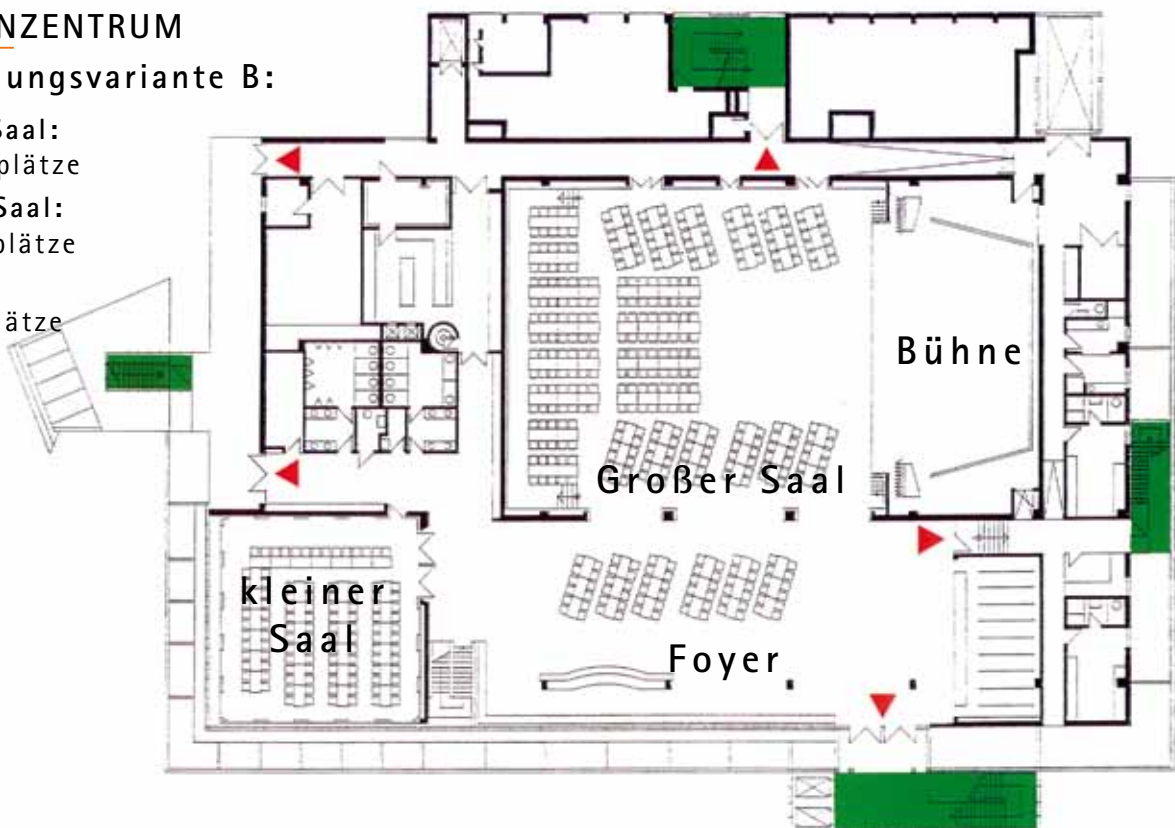 NZENTRUM
ungsvariante B:
Saal:
plätze
Saal:
plätze
ätze
Bühne
Großer Saal
kleiner
Saal
Foyer